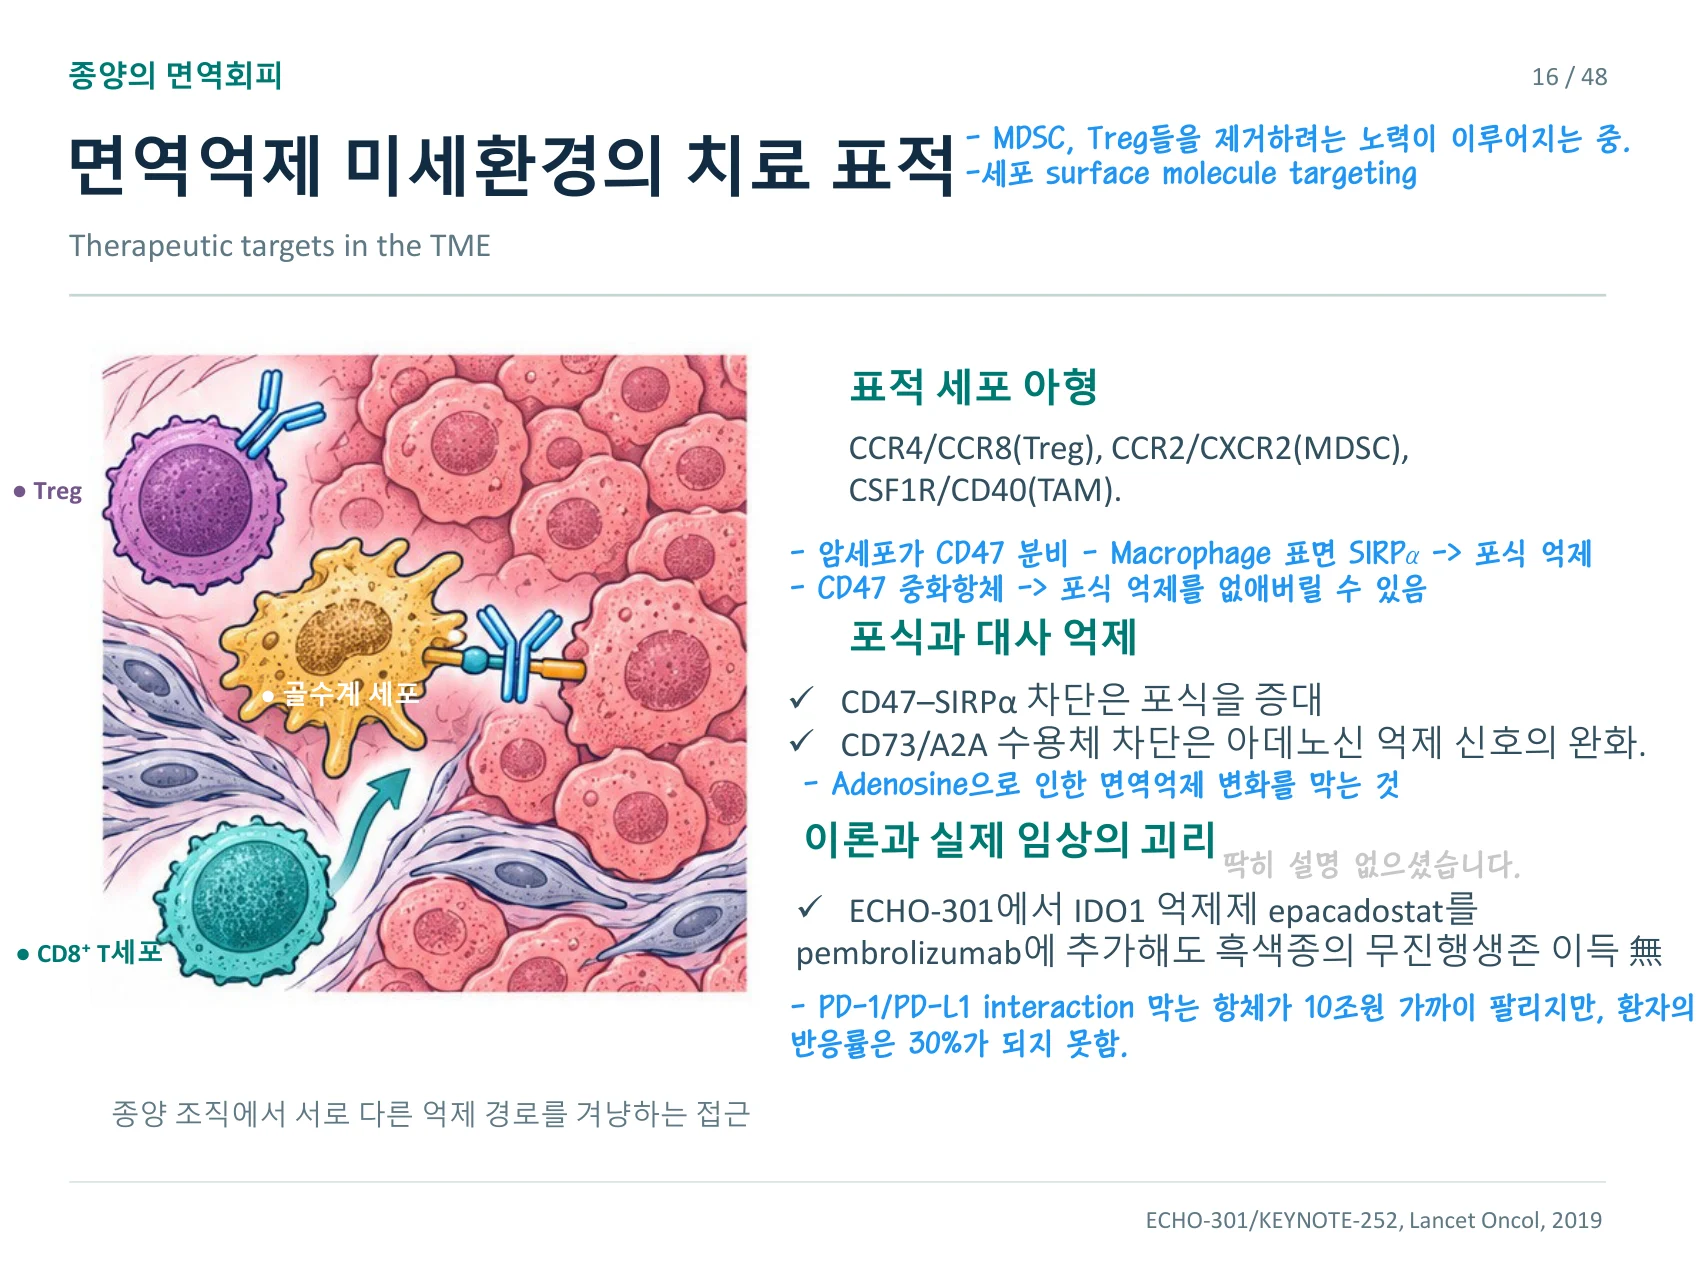 종양의 면역회피
16 / 48
면역억제 미세환경의 치료 표적
- MDSC, Treg들을 제거하려는 노력이 이루어지는 중.
-세포 surface molecule targeting
Therapeutic targets in the TME
● Treg
● 골수계 세포
● CD8⁺ T세포
종양 조직에서 서로 다른 억제 경로를 겨냥하는 접근
표적 세포 아형
CCR4/CCR8(Treg), CCR2/CXCR2(MDSC),
CSF1R/CD40(TAM).
- 암세포가 CD47 분비 - Macrophage 표면 SIRPα -> 포식 억제
- CD47 중화항체 -> 포식 억제를 없애버릴 수 있음
포식과 대사 억제
✓ CD47–SIRPα 차단은 포식을 증대
✓ CD73/A2A 수용체 차단은 아데노신 억제 신호의 완화.
- Adenosine으로 인한 면역억제 변화를 막는 것
이론과 실제 임상의 괴리
딱히 설명 없으셨습니다.
✓ ECHO-301에서 IDO1 억제제 epacadostat를
pembrolizumab에 추가해도 흑색종의 무진행생존 이득 無
- PD-1/PD-L1 interaction 막는 항체가 10조원 가까이 팔리지만, 환자의
반응률은 30%가 되지 못함.
ECHO-301/KEYNOTE-252, Lancet Oncol, 2019